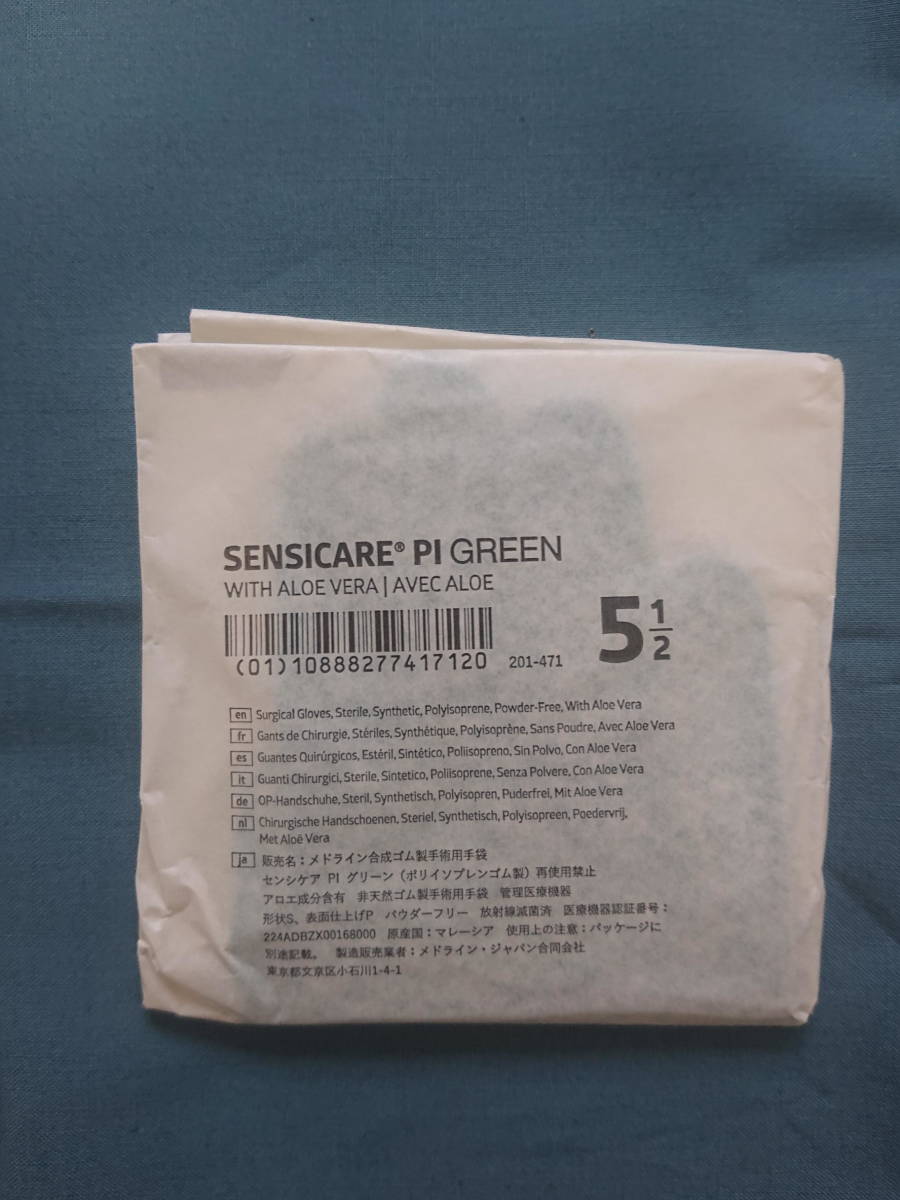 SENSICARE® PI GREEN
WITH ALOE VERA | AVEC ALOE
5 1/2
(01)10888277417120 201-471
en Surgical Gloves, Sterile, Synthetic, Polyisoprene, Powder-Free, With Aloe Vera
fr Gants de Chirurgie, Stériles, Synthétique, Polyisoprène, Sans Poudre, Avec Aloe Vera
es Guantes Quirúrgicos, Estéril, Sintético, Poliisopreno, Sin Polvo, Con Aloe Vera
it Guanti Chirurgici, Sterile, Sintetico, Poliisoprene, Senza Polvere, Con Aloe Vera
de OP-Handschuhe, Steril, Synthetisch, Polyisopren, Puderfrei, Mit Aloe Vera
nl Chirurgische Handschoenen, Steriel, Synthetisch, Polyisopreen, Poedervrij,
Met Aloë Vera
ja 販売名：メドライン合成ゴム製手術用手袋
センシケア PI グリーン（ポリイソプレンゴム製）再使用禁止
アロエ成分含有 非天然ゴム製手術用手袋 管理医療機器
形状S、表面仕上げP パウダーフリー 放射線滅菌済 医療機器認証番号：
224ADBZX00168000 原産国：マレーシア 使用上の注意：パッケージに
別途記載。 製造販売業者：メドライン・ジャパン合同会社
東京都文京区小石川1-4-1